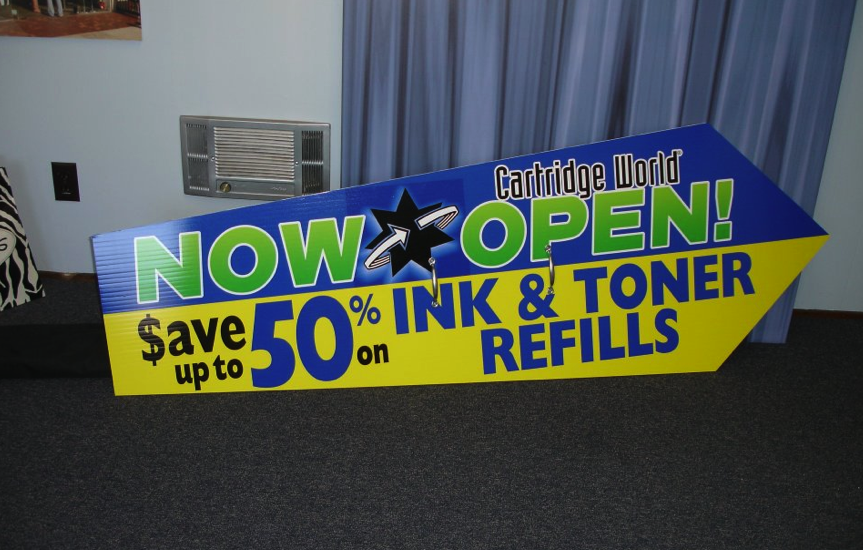 Cartridge World®
NOW OPEN!
$ave up to 50% on INK & TONER REFILLS